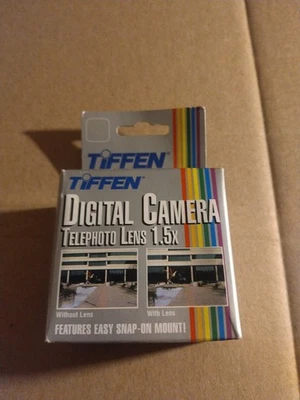 TIFFEN
TIFFEN
DIGITAL CAMERA
TELEPHOTO LENS 1.5X
Without Lens
With Lens
FEATURES EASY SNAP-ON MOUNT!